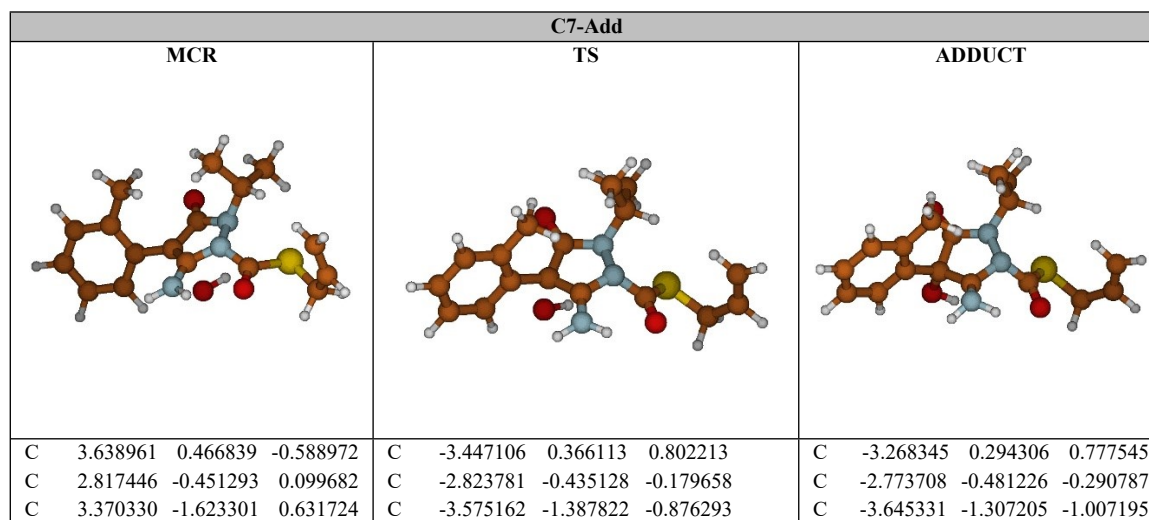 C7-Add
MCR TS ADDUCT
C 3.638961 0.466839 -0.588972 C -3.447106 0.366113 0.802213 C -3.268345 0.294306 0.777545
C 2.817446 -0.451293 0.099682 C -2.823781 -0.435128 -0.179658 C -2.773708 -0.481226 -0.290787
C 3.370330 -1.623301 0.631724 C -3.575162 -1.387822 -0.876293 C -3.645331 -1.307205 -1.007195